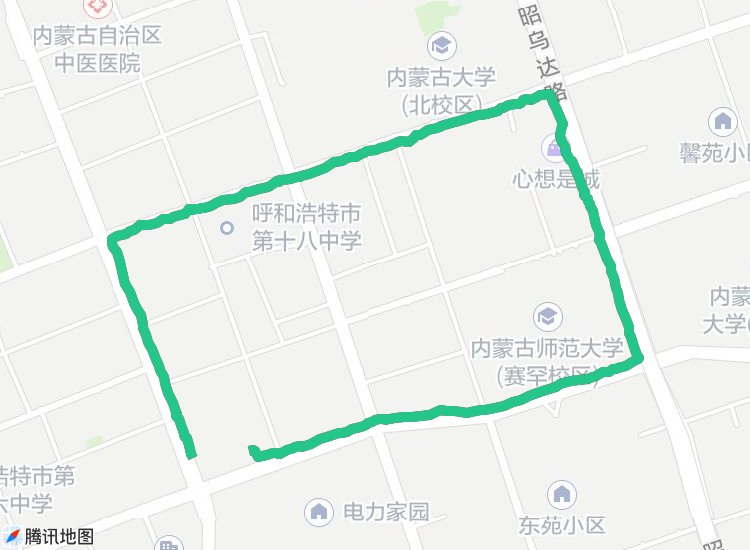 内蒙古自治区
中医医院
昭乌达路
内蒙古大学
(北校区)
馨苑小区
心想是城
呼和浩特市
第十八中学
内蒙
大学(
内蒙古师范大学
(赛罕校区)
浩特市第
六中学
电力家园
东苑小区
昭
腾讯地图